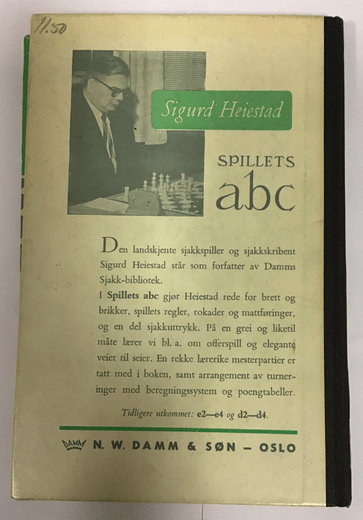 11.50
Sigurd Heiestad
SPILLETS
abc
Den landskjente sjakkspiller og sjakkskribent
Sigurd Heiestad står som forfatter av Damms
Sjakk-bibliotek.
I Spillets abc gjør Heiestad rede for brett og
brikker, spillets regler, rokader og mattføringer,
og en del sjakkuttrykk. På en grei og liketil
måte lærer vi bl. a. om offerspill og elegante
veier til seier. En rekke lærerike mesterpartier er
tatt med i boken, samt arrangement av turner-
inger med beregningssystem og poengtabeller.
Tidligere utkommet: e2—e4 og d2—d4.
DAMM N. W. DAMM & SØN — OSLO